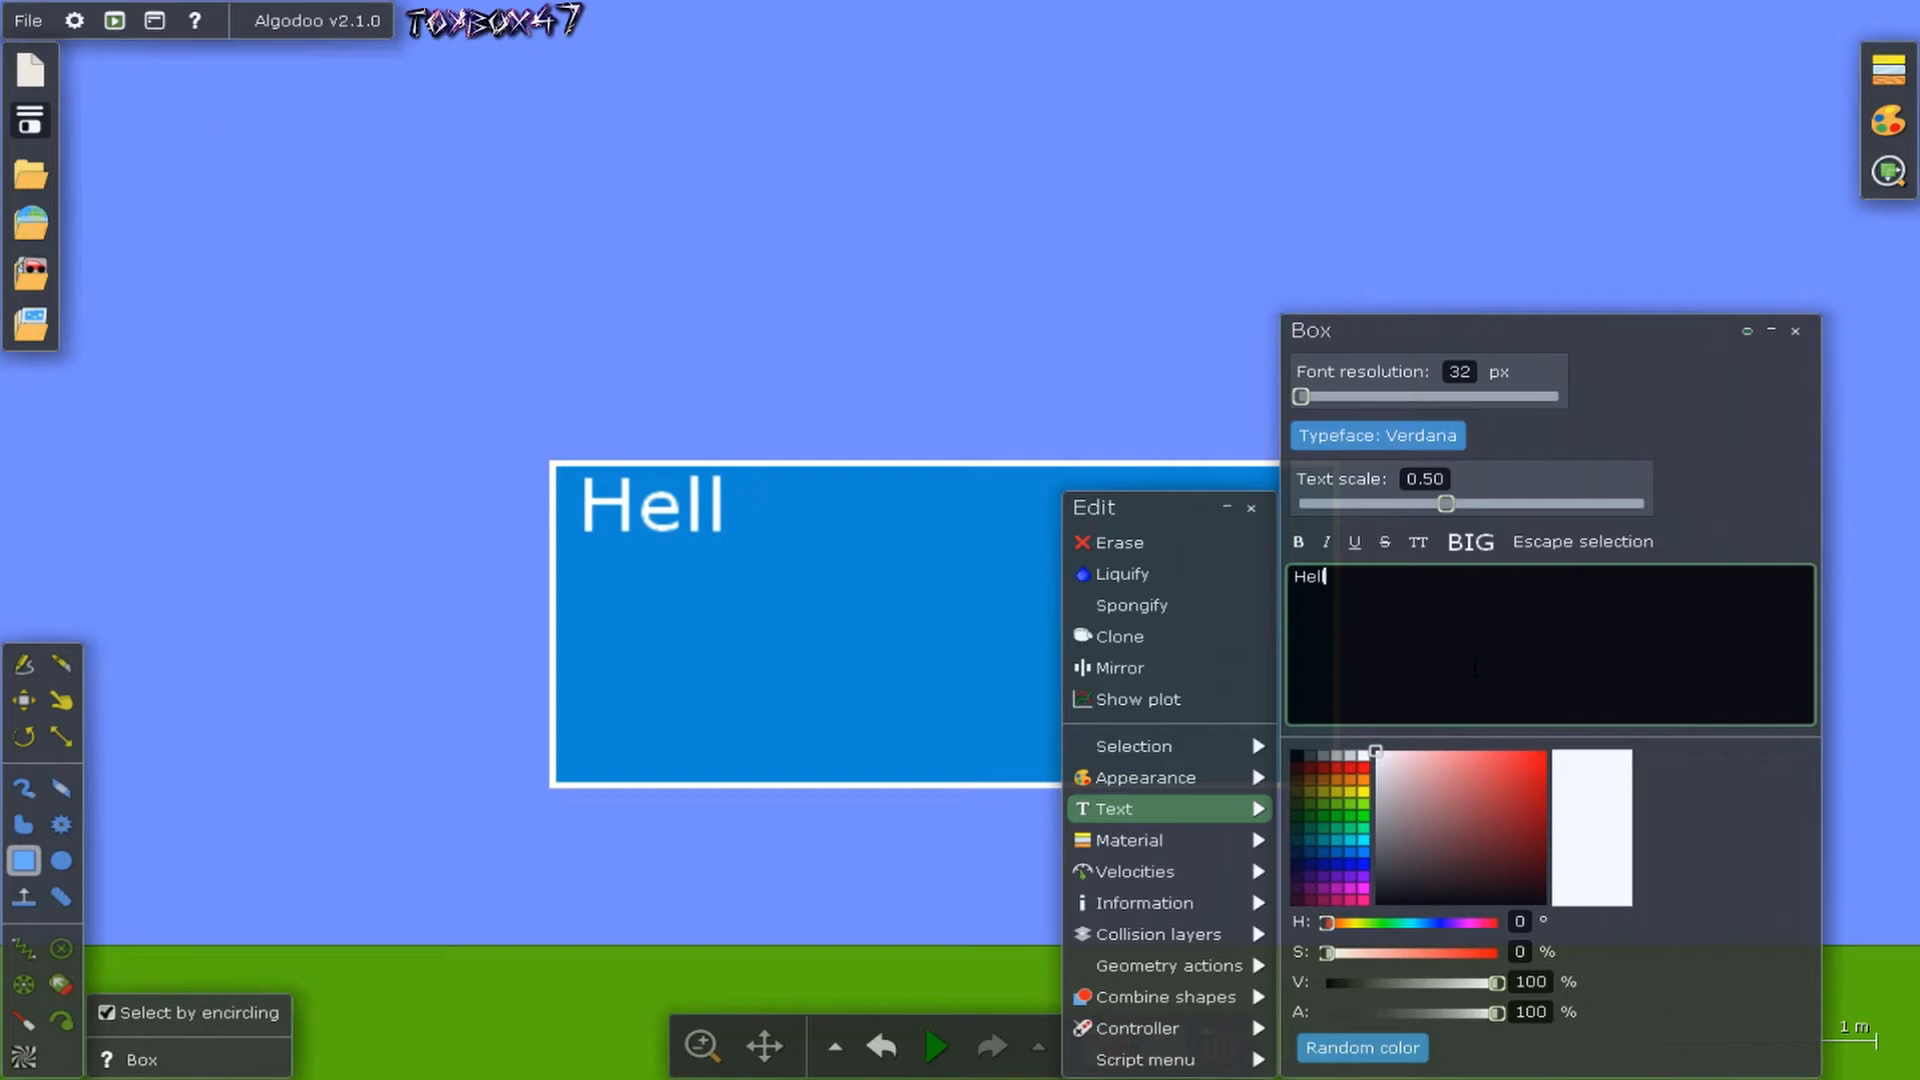 File ? Algodoo v2.1.0 TOXBOX47
Box
Font resolution: 32 px
Typeface: Verdana
Text scale: 0.50
B I U S TT BIG Escape selection
Hell
Hell
Edit
Erase
Liquify
Spongify
Clone
Mirror
Show plot
Selection
Appearance
T Text
Material
Velocities
Information
Collision layers
Geometry actions
Combine shapes
Controller
Script menu
H: 0 °
S: 0 %
V: 100 %
A: 100 %
Random color
Select by encircling
? Box
1 m